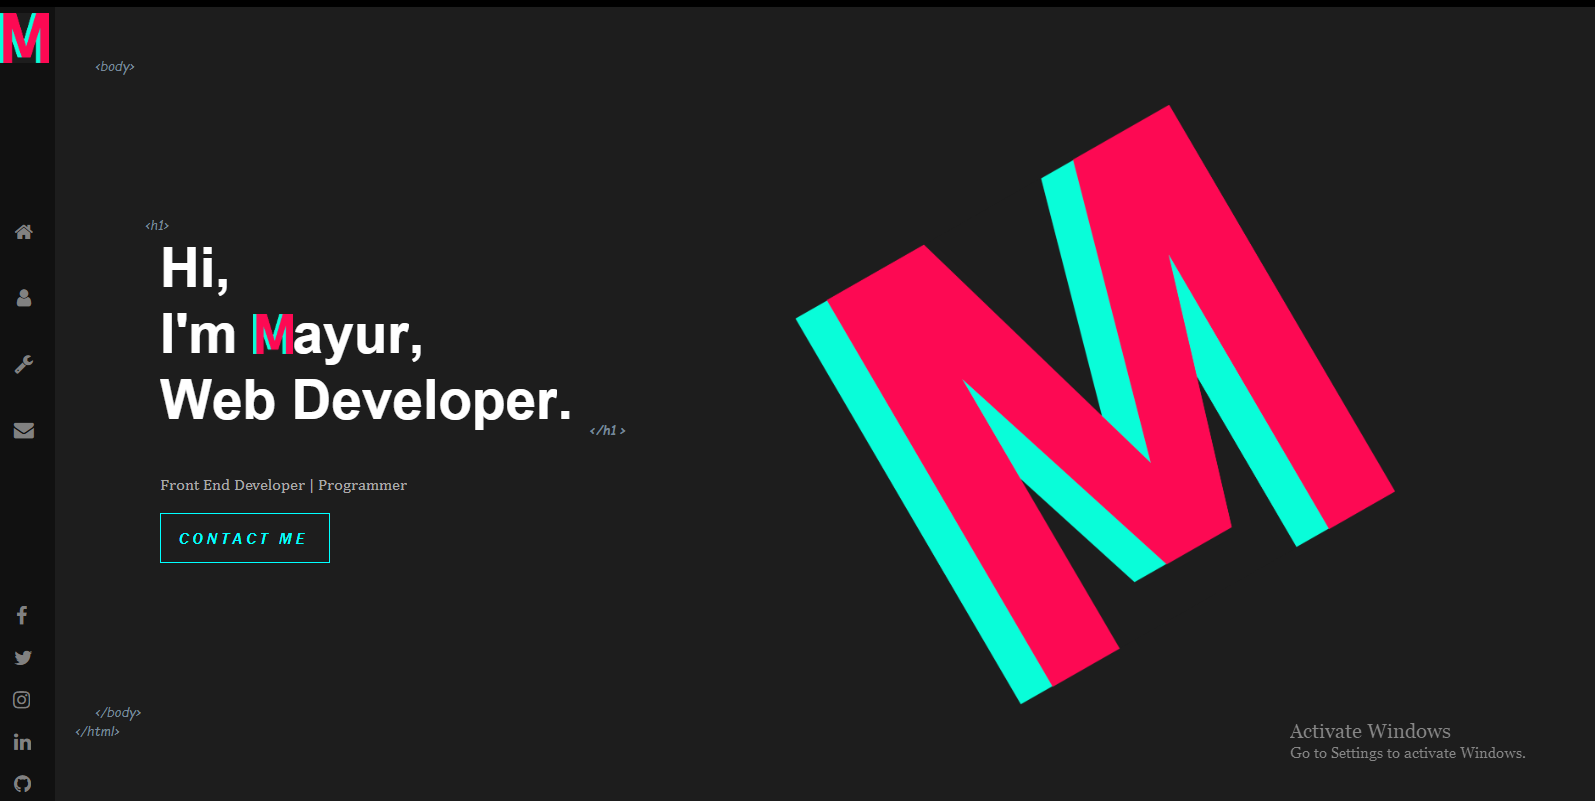 M
<body>
<h1>
Hi,
I'm Mayur,
Web Developer.
</h1 >
Front End Developer | Programmer
CONTACT ME
M
</body>
</html>
Activate Windows
Go to Settings to activate Windows.